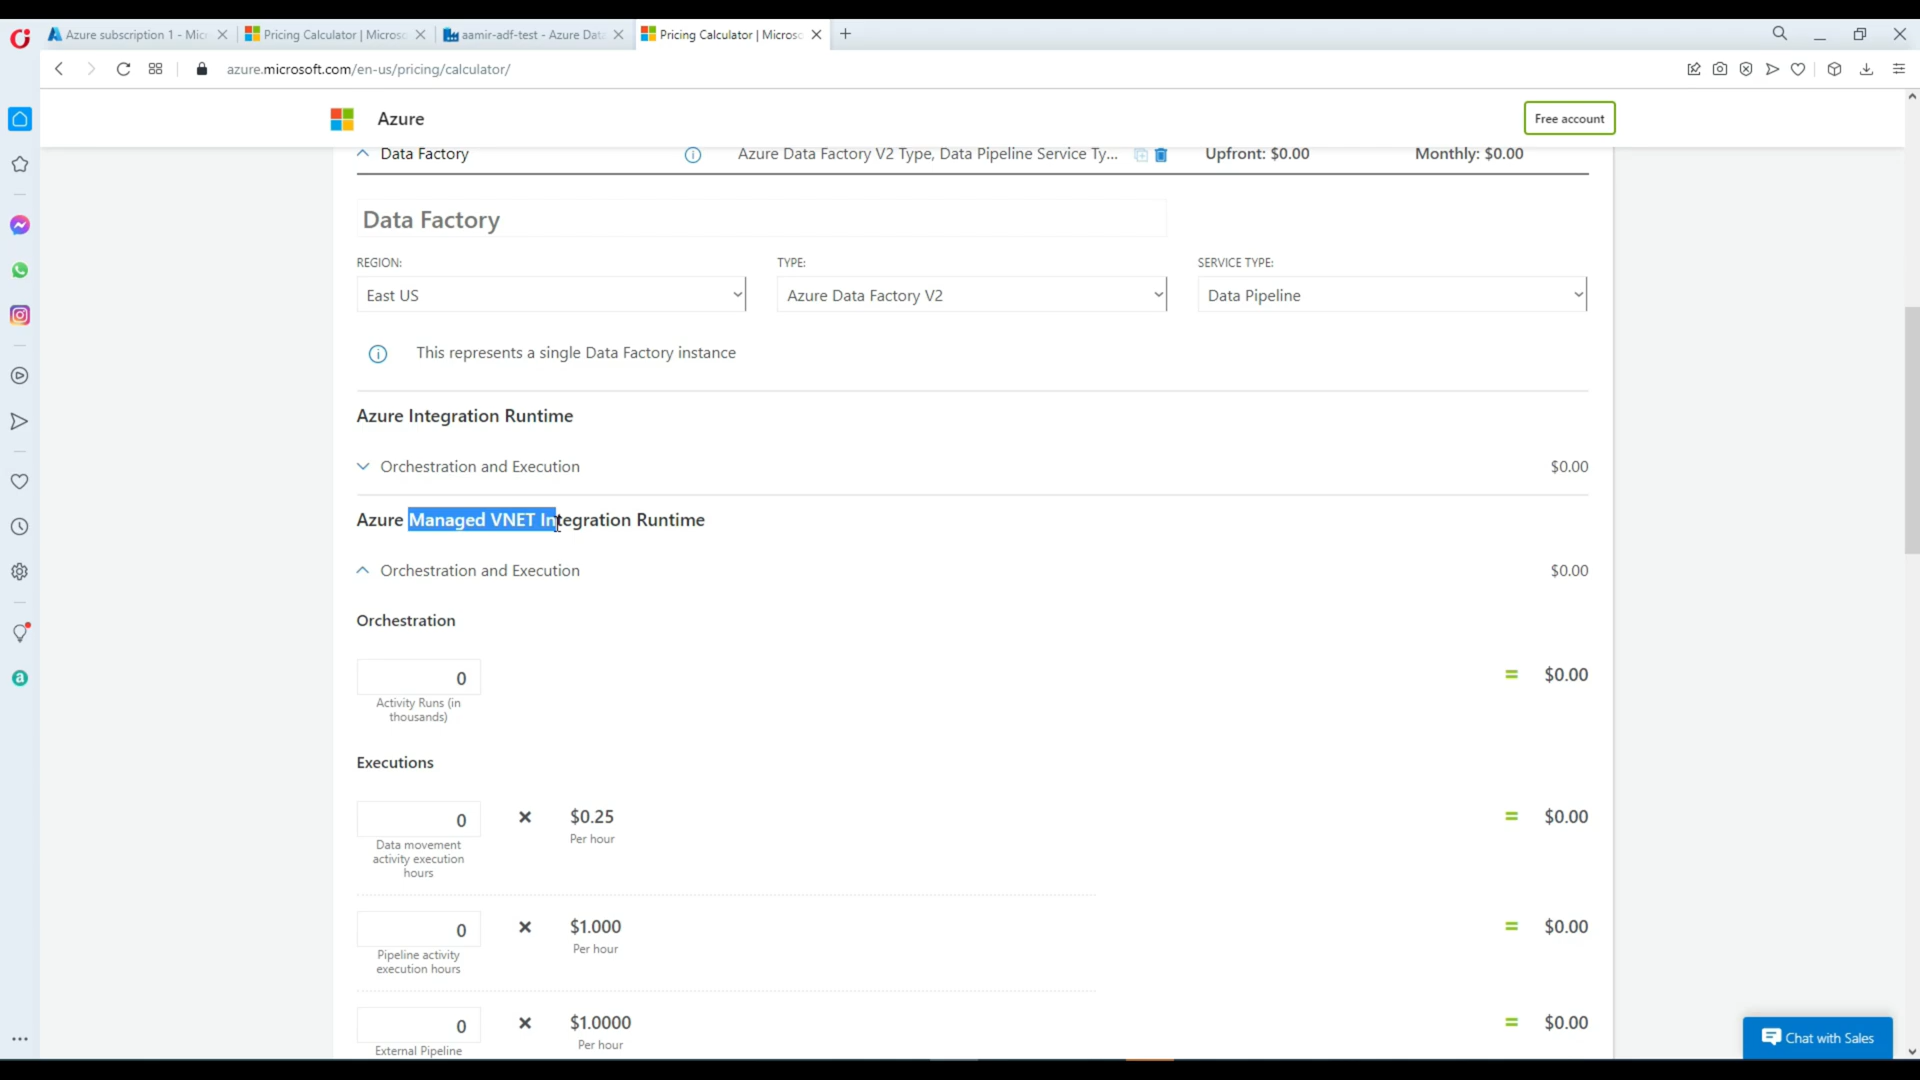 Azure subscription 1 - Micr
Pricing Calculator | Microso
aamir-adf-test - Azure Data
Pricing Calculator | Microso
azure.microsoft.com/en-us/pricing/calculator/
Azure
Free account
Data Factory
Azure Data Factory V2 Type, Data Pipeline Service Ty...
Upfront: $0.00
Monthly: $0.00
Data Factory
REGION:
TYPE:
SERVICE TYPE:
East US
Azure Data Factory V2
Data Pipeline
This represents a single Data Factory instance
Azure Integration Runtime
Orchestration and Execution
$0.00
Azure Managed VNET Integration Runtime
Orchestration and Execution
$0.00
Orchestration
0
= $0.00
Activity Runs (in
thousands)
Executions
0
× $0.25
= $0.00
Per hour
Data movement
activity execution
hours
0
× $1.000
= $0.00
Per hour
Pipeline activity
execution hours
0
× $1.0000
= $0.00
Per hour
External Pipeline
Chat with Sales